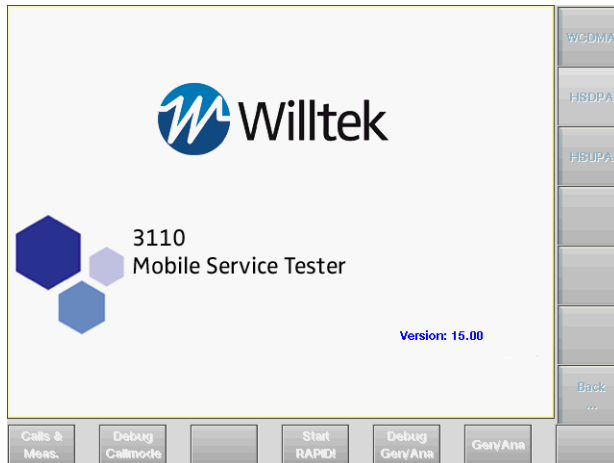 WCDMA
HSDPA
HSUPA
Willtek
3110
Mobile Service Tester
Version: 15.00
Back
...
Calls &
Meas.
Debug
Callmode
Start
RAPID!
Debug
Gen/Ana
Gen/Ana